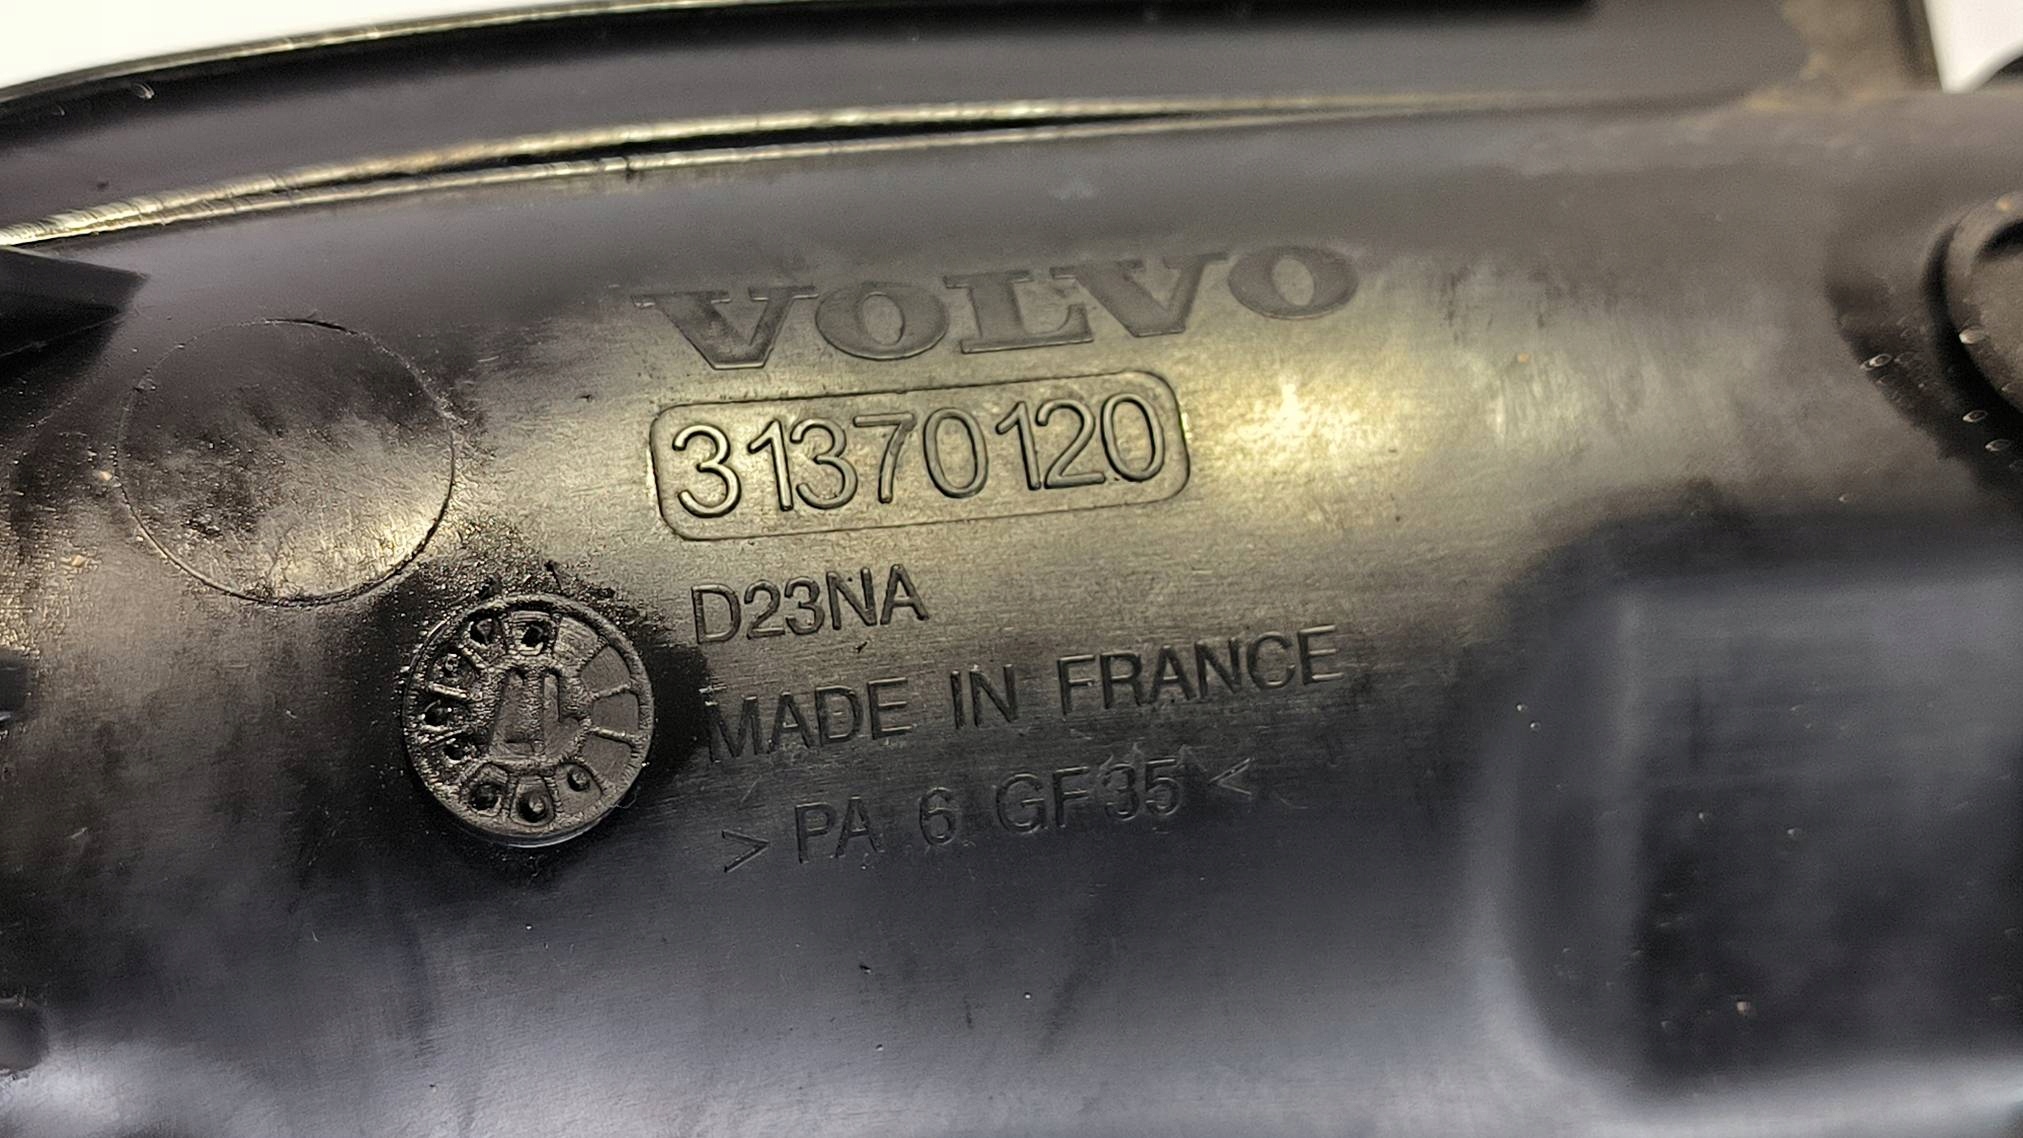 VOLVO
31370120
D23NA
MADE IN FRANCE
>PA 6 GF35<